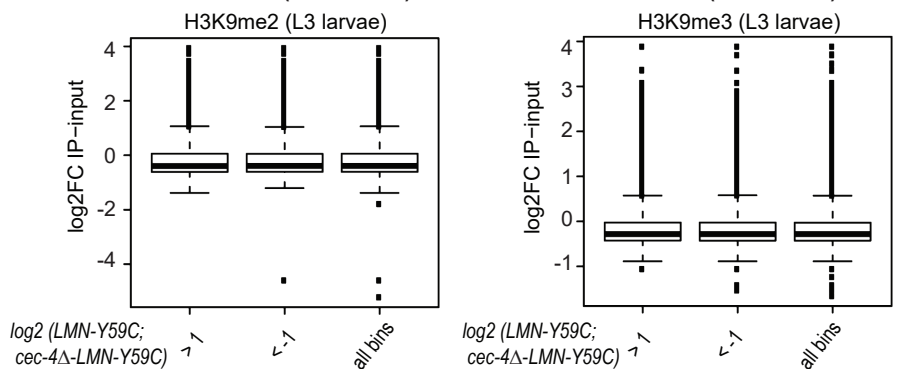 H3K9me2 (L3 larvae)
log2FC IP−input
4
2
0
-2
-4
log2 (LMN-Y59C;
cec-4Δ-LMN-Y59C)
> 1
< -1
all bins
H3K9me3 (L3 larvae)
log2FC IP−input
4
3
2
1
0
-1
log2 (LMN-Y59C;
cec-4Δ-LMN-Y59C)
> 1
< -1
all bins